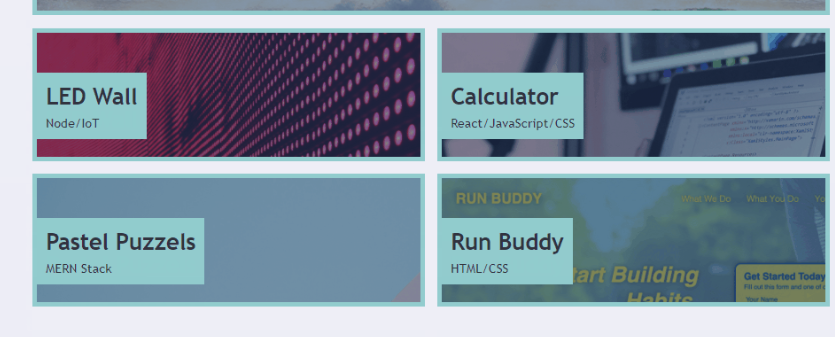 LED Wall
Node/IoT
Calculator
React/JavaScript/CSS
Pastel Puzzels
MERN Stack
RUN BUDDY
What We Do What You Do
Run Buddy
HTML/CSS
tart Building
Habits
Get Started Today
Fill out this form and one of
Your Name